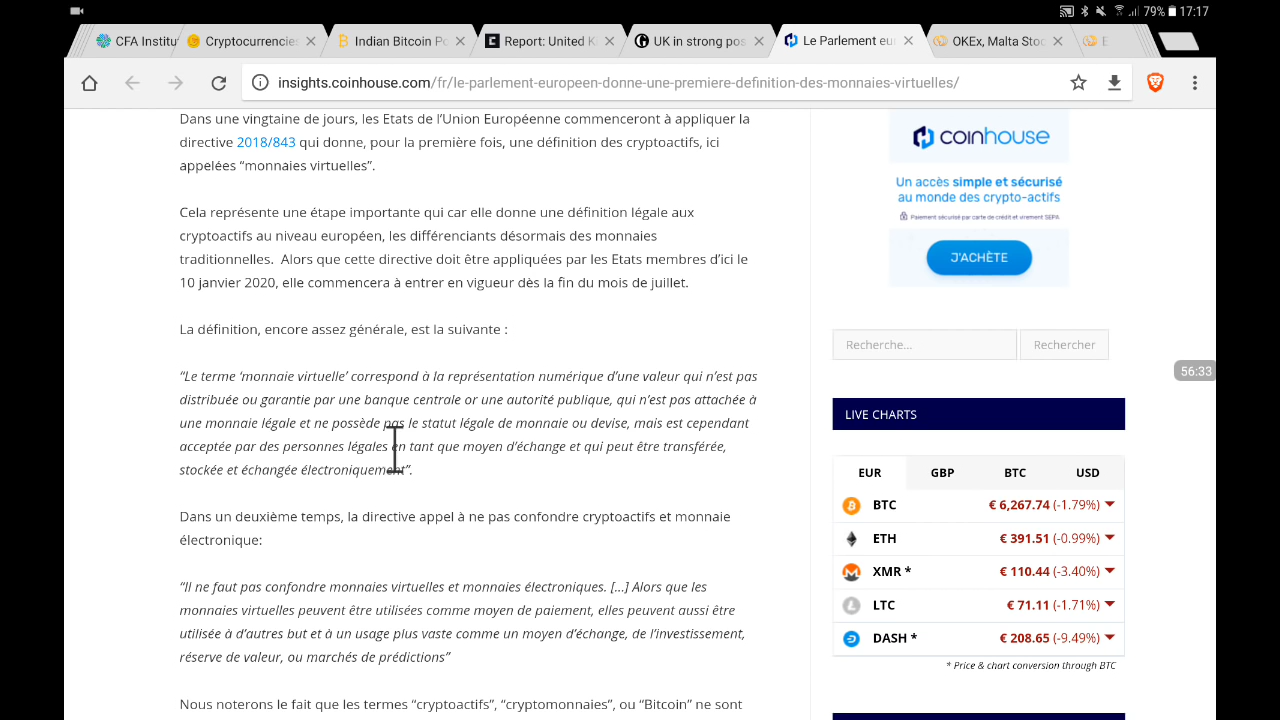 79% 17:17
CFA Institu
Cryptocurrencie
Indian Bitcoin Po
Report: United K
UK in strong pos
Le Parlement eu
OKEx, Malta Stoc
E
insights.coinhouse.com/fr/le-parlement-europeen-donne-une-premiere-definition-des-monnaies-virtuelles/
Dans une vingtaine de jours, les Etats de l’Union Européenne commenceront à appliquer la
directive 2018/843 qui donne, pour la première fois, une définition des cryptoactifs, ici
appelées “monnaies virtuelles”.
Cela représente une étape importante qui car elle donne une définition légale aux
cryptoactifs au niveau européen, les différenciants désormais des monnaies
traditionnelles. Alors que cette directive doit être appliquées par les Etats membres d’ici le
10 janvier 2020, elle commencera à entrer en vigueur dès la fin du mois de juillet.
La définition, encore assez générale, est la suivante :
“Le terme ‘monnaie virtuelle’ correspond à la représentation numérique d’une valeur qui n’est pas
distribuée ou garantie par une banque centrale or une autorité publique, qui n’est pas attachée à
une monnaie légale et ne possède pas le statut légale de monnaie ou devise, mais est cependant
acceptée par des personnes légales en tant que moyen d’échange et qui peut être transférée,
stockée et échangée électroniquement”.
Dans un deuxième temps, la directive appel à ne pas confondre cryptoactifs et monnaie
électronique:
“Il ne faut pas confondre monnaies virtuelles et monnaies électroniques. […] Alors que les
monnaies virtuelles peuvent être utilisées comme moyen de paiement, elles peuvent aussi être
utilisée à d’autres but et à un usage plus vaste comme un moyen d’échange, de l’investissement,
réserve de valeur, ou marchés de prédictions”
Nous noterons le fait que les termes “cryptoactifs”, “cryptomonnaies”, ou “Bitcoin” ne sont
coinhouse
Un accès simple et sécurisé
au monde des crypto-actifs
Paiement sécurisé par carte de crédit et virement SEPA
J'ACHÈTE
Recherche... Rechercher
56:33
LIVE CHARTS
EUR GBP BTC USD
BTC € 6,267.74 (-1.79%)
ETH € 391.51 (-0.99%)
XMR * € 110.44 (-3.40%)
LTC € 71.11 (-1.71%)
DASH * € 208.65 (-9.49%)
* Price & chart conversion through BTC